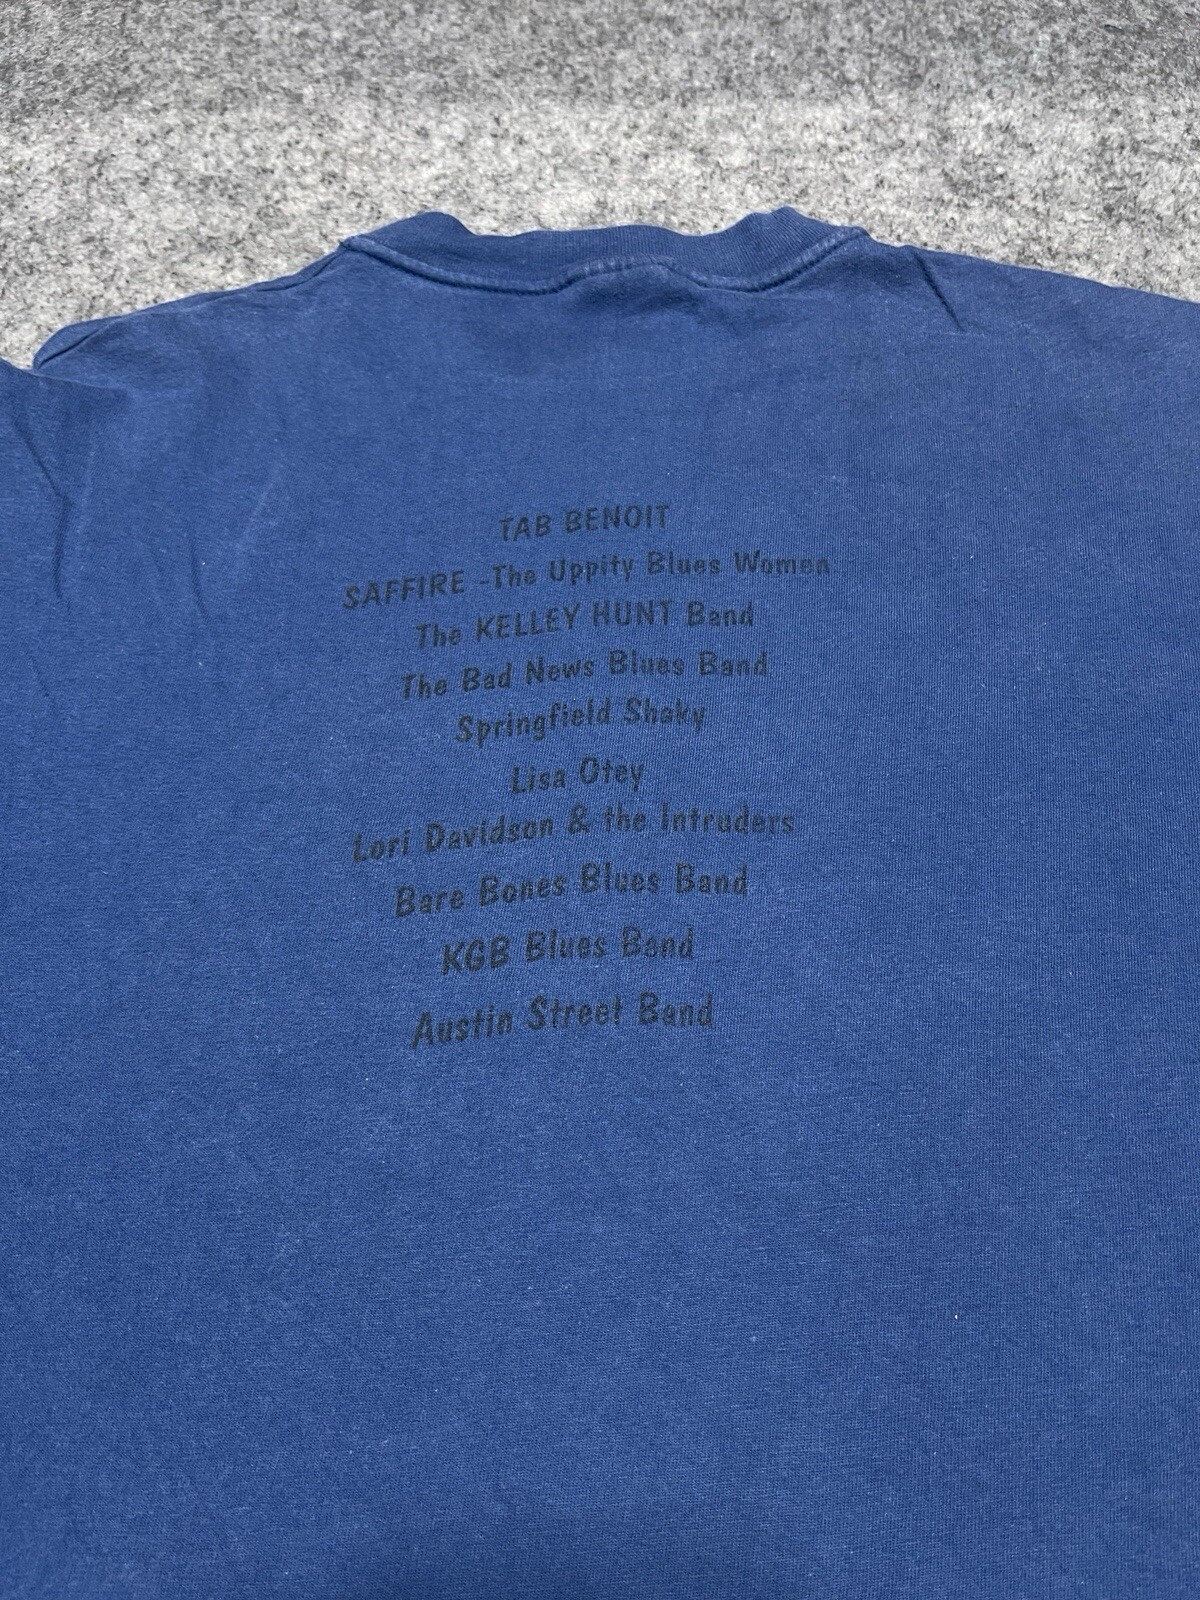 TAB BENOIT
SAFFIRE -The Uppity Blues Women
The KELLEY HUNT Band
The Bad News Blues Band
Springfield Shaky
Lisa Otey
Lori Davidson & the Intruders
Bare Bones Blues Band
KGB Blues Band
Austin Street Band